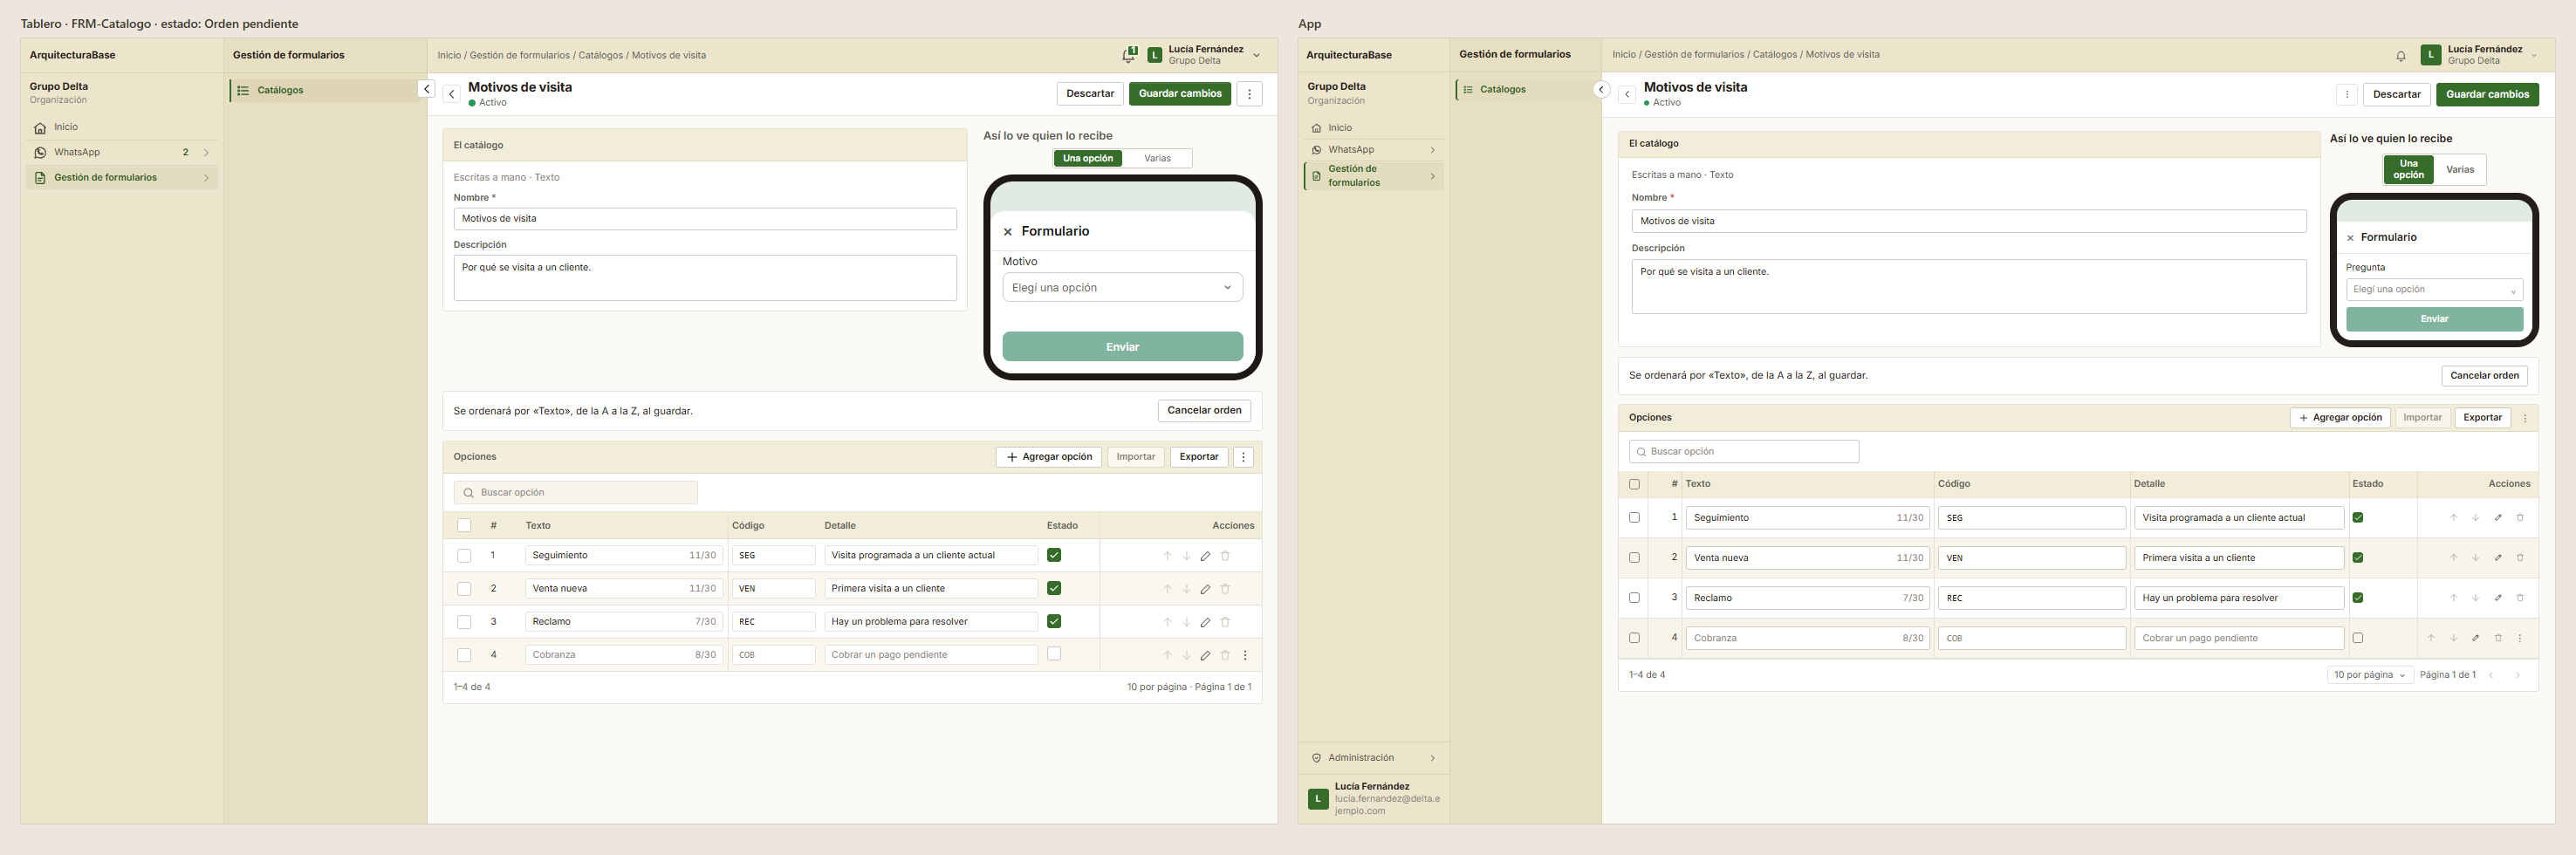 Tablero · FRM-Catalogo · estado: Orden pendiente
ArquitecturaBase
Grupo Delta
Organización
Inicio
WhatsApp 2
Gestión de formularios
Gestión de formularios
Catálogos
Inicio / Gestión de formularios / Catálogos / Motivos de visita
1
L
Lucía Fernández
Grupo Delta
Motivos de visita
Activo
Descartar
Guardar cambios
El catálogo
Escritas a mano · Texto
Nombre *
Motivos de visita
Descripción
Por qué se visita a un cliente.
Así lo ve quien lo recibe
Una opción
Varias
Formulario
Motivo
Elegí una opción
Enviar
Se ordenará por «Texto», de la A a la Z, al guardar.
Cancelar orden
Opciones
Agregar opción
Importar
Exportar
Buscar opción
# Texto Código Detalle Estado Acciones
1 Seguimiento 11/30 SEG Visita programada a un cliente actual
2 Venta nueva 11/30 VEN Primera visita a un cliente
3 Reclamo 7/30 REC Hay un problema para resolver
4 Cobranza 8/30 COB Cobrar un pago pendiente
1–4 de 4
10 por página · Página 1 de 1
App
ArquitecturaBase
Grupo Delta
Organización
Inicio
WhatsApp
Gestión de
formularios
Administración
L
Lucía Fernández
lucia.fernandez@delta.e
jemplo.com
Gestión de formularios
Catálogos
Inicio / Gestión de formularios / Catálogos / Motivos de visita
L
Lucía Fernández
Grupo Delta
Motivos de visita
Activo
Descartar
Guardar cambios
El catálogo
Escritas a mano · Texto
Nombre *
Motivos de visita
Descripción
Por qué se visita a un cliente.
Así lo ve quien lo recibe
Una
opción
Varias
Formulario
Pregunta
Elegí una opción
Enviar
Se ordenará por «Texto», de la A a la Z, al guardar.
Cancelar orden
Opciones
Agregar opción
Importar
Exportar
Buscar opción
# Texto Código Detalle Estado Acciones
1 Seguimiento 11/30 SEG Visita programada a un cliente actual
2 Venta nueva 11/30 VEN Primera visita a un cliente
3 Reclamo 7/30 REC Hay un problema para resolver
4 Cobranza 8/30 COB Cobrar un pago pendiente
1–4 de 4
10 por página
Página 1 de 1